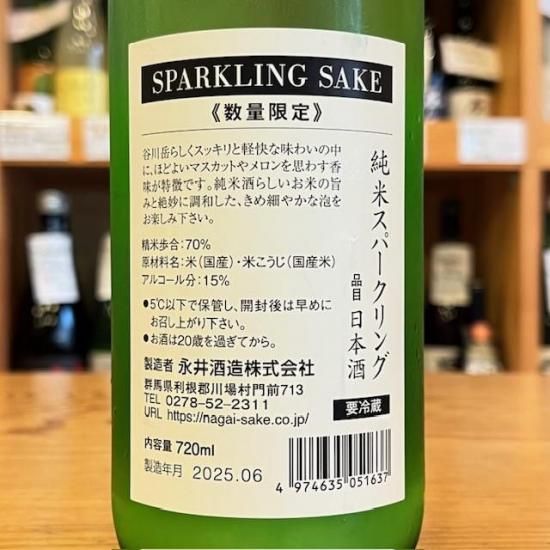 SPARKLING SAKE
《数量限定》
谷川岳らしくスッキリと軽快な味わいの中
に、ほどよいマスカットやメロンを思わす香
味が特徴です。純米酒らしいお米の旨
みと絶妙に調和した、きめ細やかな泡を
お楽しみ下さい。
精米歩合:70%
原材料名:米(国産)・米こうじ(国産米)
アルコール分:15%
●5℃以下で保管し、開封後は早めに
お召し上がり下さい。
●お酒は20歳を過ぎてから。
製造者 永井酒造株式会社
群馬県利根郡川場村門前713
TEL 0278-52-2311
URL https://nagai-sake.co.jp/
内容量 720ml
製造年月 2025.06
純米スパークリング
品目 日本酒
要冷蔵
4 974635 051637